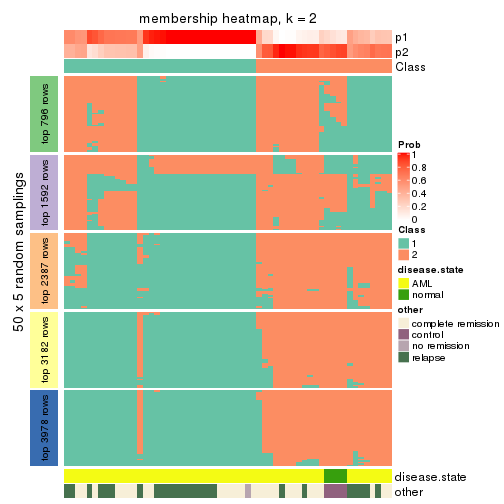 membership heatmap, k = 2
p1
p2
Class
50 x 5 random samplings
top 796 rows
top 1592 rows
top 2387 rows
top 3182 rows
top 3978 rows
Prob
0.8
0.6
0.4
0.2
0
Class
1
2
disease.state
AML
normal
other
complete remission
control
no remission
relapse
disease.state
other